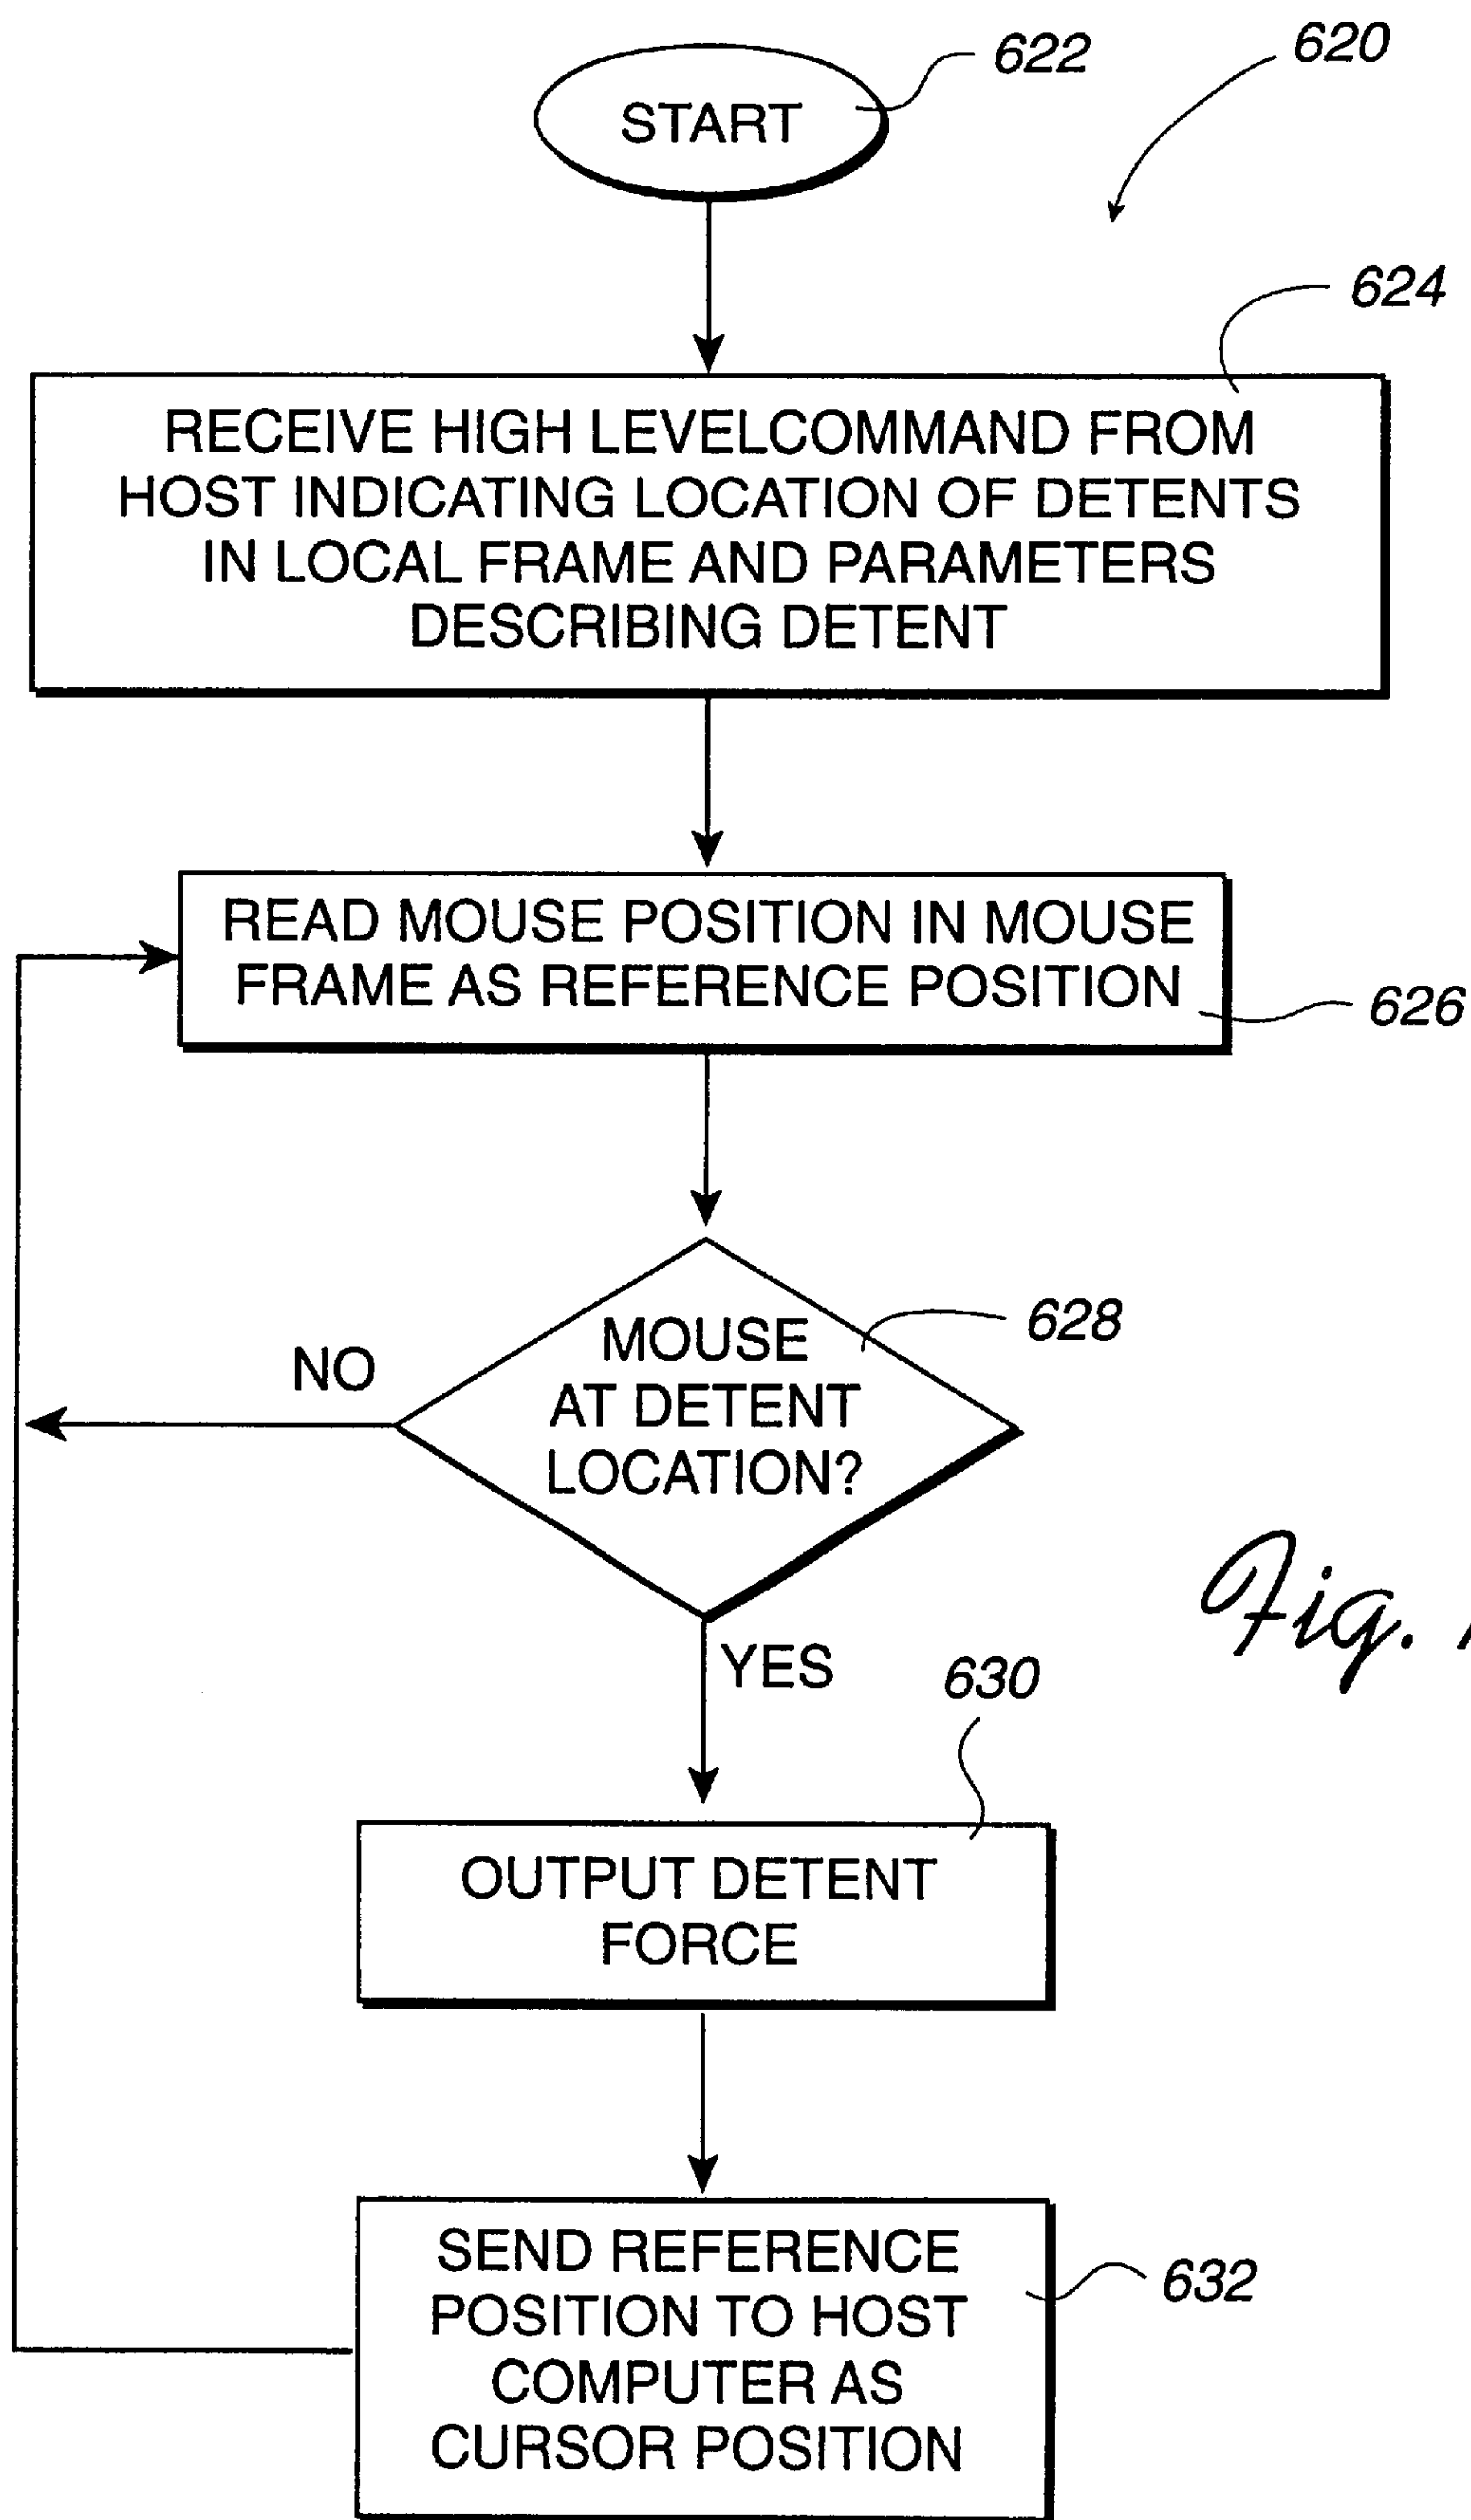 622
620
START
624
RECEIVE HIGH LEVELCOMMAND FROM
HOST INDICATING LOCATION OF DETENTS
IN LOCAL FRAME AND PARAMETERS
DESCRIBING DETENT
READ MOUSE POSITION IN MOUSE
FRAME AS REFERENCE POSITION
626
628
MOUSE
AT DETENT
LOCATION?
NO
Fig.
YES
630
OUTPUT DETENT
FORCE
SEND REFERENCE
POSITION TO HOST
COMPUTER AS
CURSOR POSITION
632